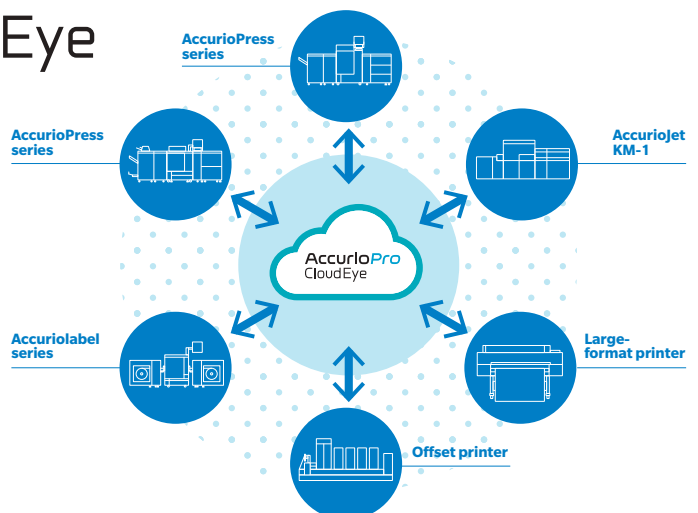 Eye
AccurioPress
series
AccurioPress
series
AccurioJet
KM-1
AccurioPro
CloudEye
Accuriolabel
series
Large-
format printer
Offset printer